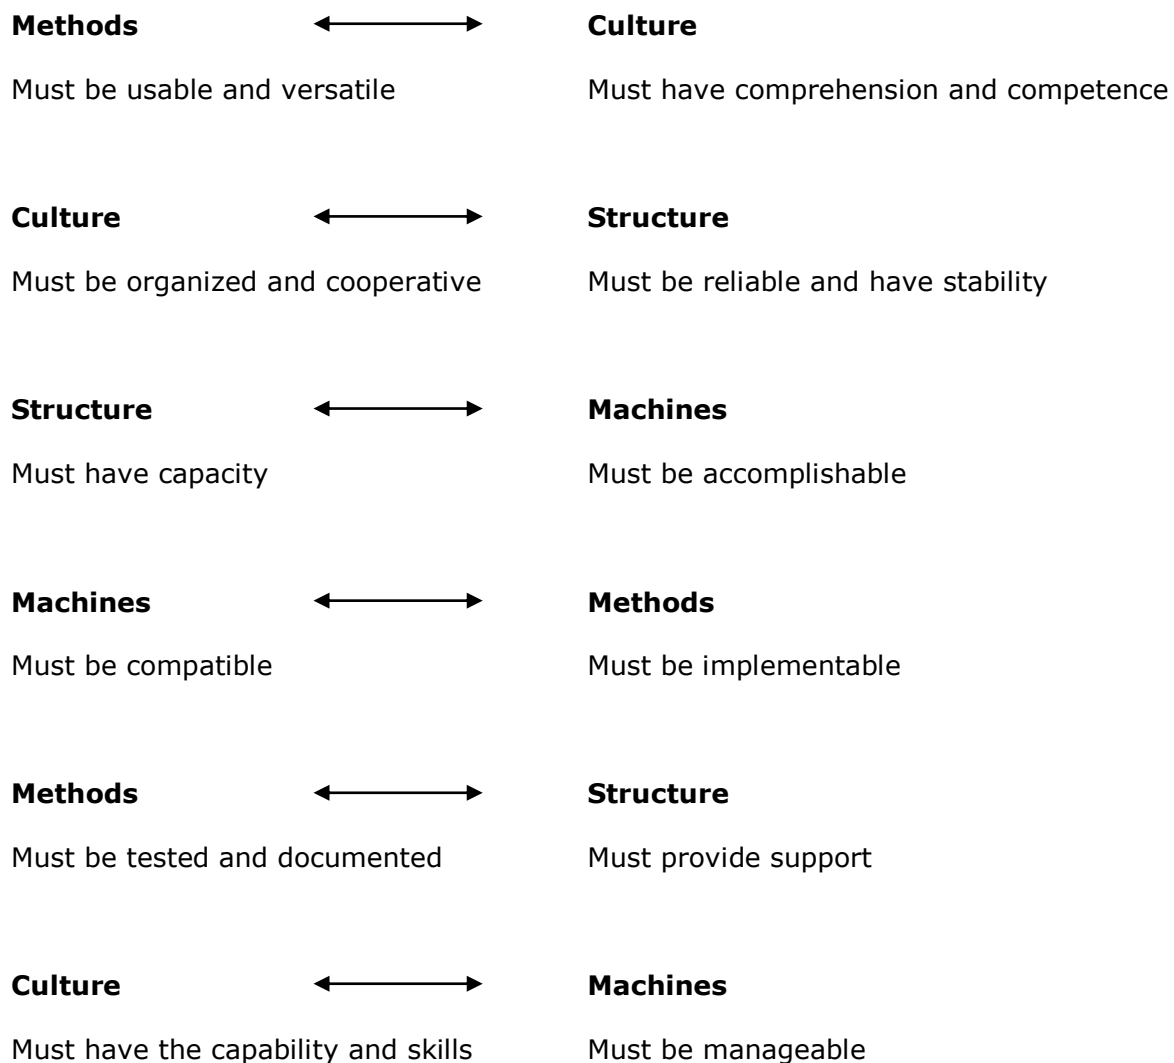 Methods Culture
Must be usable and versatile Must have comprehension and competence
Culture Structure
Must be organized and cooperative Must be reliable and have stability
Structure Machines
Must have capacity Must be accomplishable
Machines Methods
Must be compatible Must be implementable
Methods Structure
Must be tested and documented Must provide support
Culture Machines
Must have the capability and skills Must be manageable